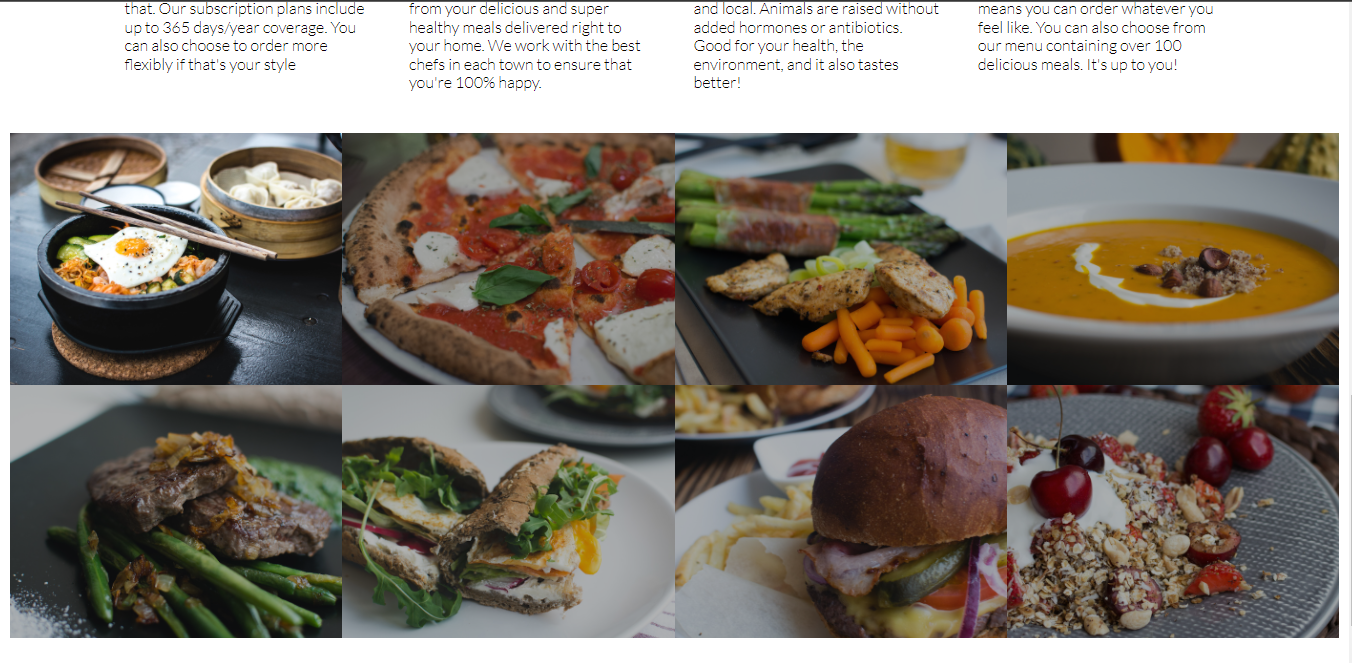 that. Our subscription plans include
up to 365 days/year coverage. You
can also choose to order more
flexibly if that's your style
from your delicious and super
healthy meals delivered right to
your home. We work with the best
chefs in each town to ensure that
you're 100% happy.
and local. Animals are raised without
added hormones or antibiotics.
Good for your health, the
environment, and it also tastes
better!
means you can order whatever you
feel like. You can also choose from
our menu containing over 100
delicious meals. It's up to you!